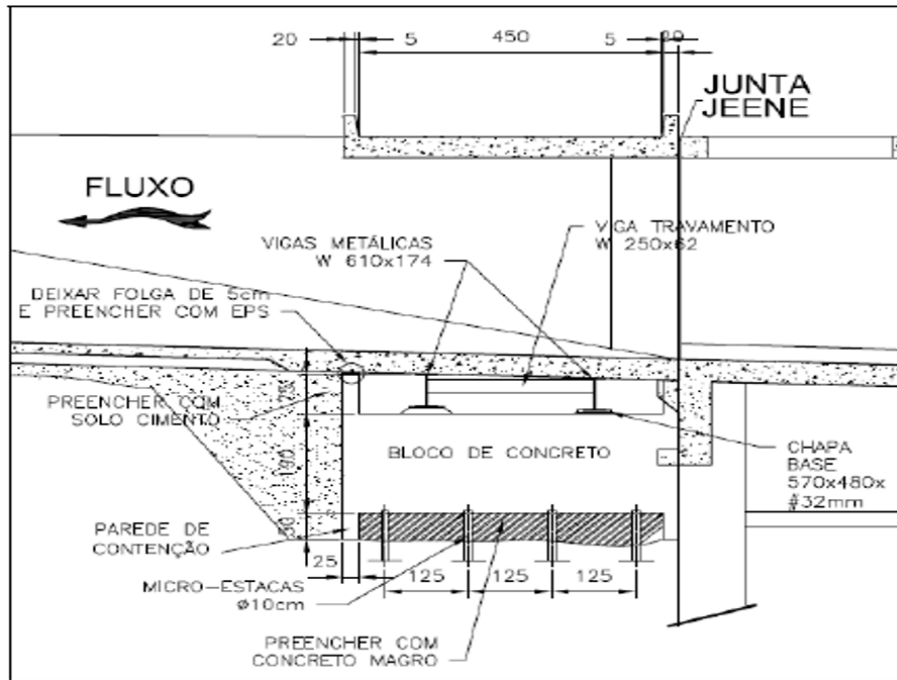 20
5
450
5
JUNTA
JEENE
FLUXO
VIGAS METÁLICAS
W 610x174
VIGA TRAVAMENTO
W 250x62
DEIXAR FOLGA DE 5cm
E PREENCHER COM EPS
PREENCHER COM
SOLO CIMENTO
BLOCO DE CONCRETO
CHAPA
BASE
570x480x
#32mm
PAREDE DE
CONTENÇÃO
25
125
125
125
MICRO-ESTACAS
ø10cm
PREENCHER COM
CONCRETO MAGRO